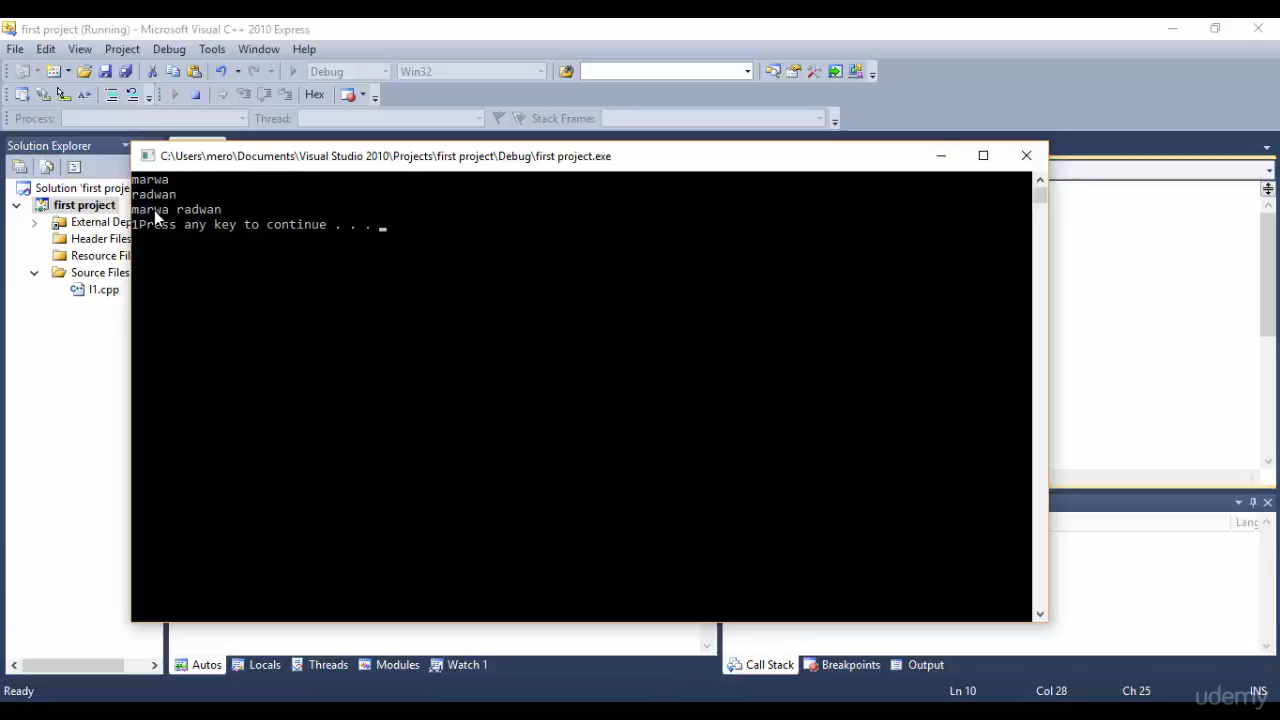 first project (Running) - Microsoft Visual C++ 2010 Express
File Edit View Project Debug Tools Window Help
Debug Win32
Hex
Process: Thread: Stack Frame:
Solution Explorer
C:\Users\mero\Documents\Visual Studio 2010\Projects\first project\Debug\first project.exe
Solution 'first proje
first project
External Dep
Header Files
Resource Fil
Source Files
l1.cpp
marwa
radwan
marwa radwan
1Press any key to continue . . .
Lang
Autos Locals Threads Modules Watch 1
Call Stack Breakpoints Output
Ready Ln 10 Col 28 Ch 25 INS
udemy